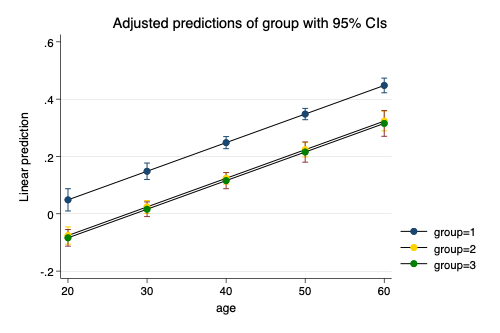 Adjusted predictions of group with 95% CIs
.6
.4
.2
0
-.2
Linear prediction
20 30 40 50 60
age
group=1
group=2
group=3